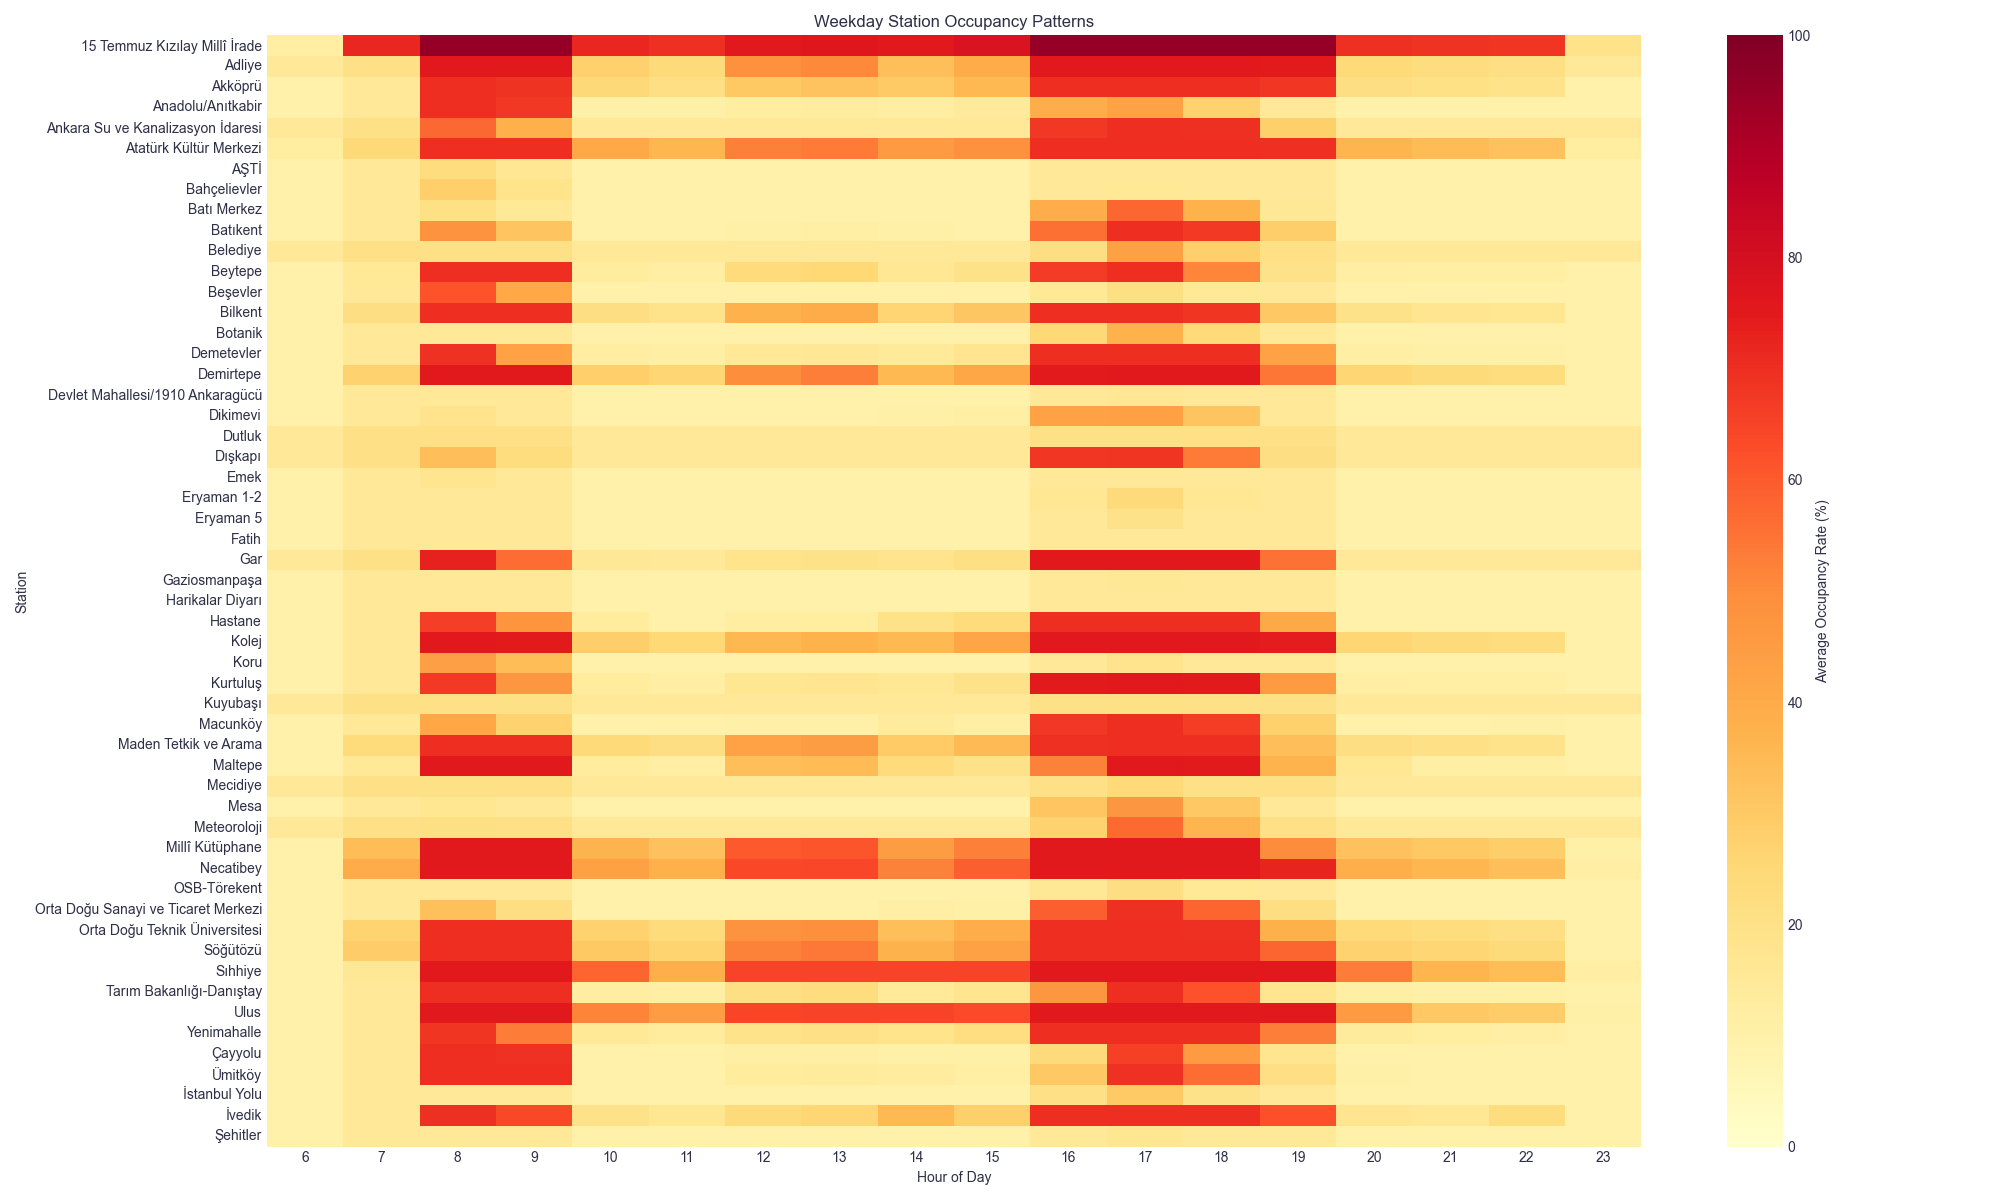 Weekday Station Occupancy Patterns
15 Temmuz Kızılay Millî İrade
Adliye
Akköprü
Anadolu/Anıtkabir
Ankara Su ve Kanalizasyon İdaresi
Atatürk Kültür Merkezi
AŞTİ
Bahçelievler
Batı Merkez
Batıkent
Belediye
Beytepe
Beşevler
Bilkent
Botanik
Demetevler
Demirtepe
Devlet Mahallesi/1910 Ankaragücü
Dikimevi
Dutluk
Dışkapı
Emek
Eryaman 1-2
Eryaman 5
Fatih
Gar
Gaziosmanpaşa
Harikalar Diyarı
Hastane
Kolej
Koru
Kurtuluş
Kuyubaşı
Macunköy
Maden Tetkik ve Arama
Maltepe
Mecidiye
Mesa
Meteoroloji
Millî Kütüphane
Necatibey
OSB-Törekent
Orta Doğu Sanayi ve Ticaret Merkezi
Orta Doğu Teknik Üniversitesi
Söğütözü
Sıhhiye
Tarım Bakanlığı-Danıştay
Ulus
Yenimahalle
Çayyolu
Ümitköy
İstanbul Yolu
İvedik
Şehitler
Station
6 7 8 9 10 11 12 13 14 15 16 17 18 19 20 21 22 23
Hour of Day
100
80
60
40
20
0
Average Occupancy Rate (%)